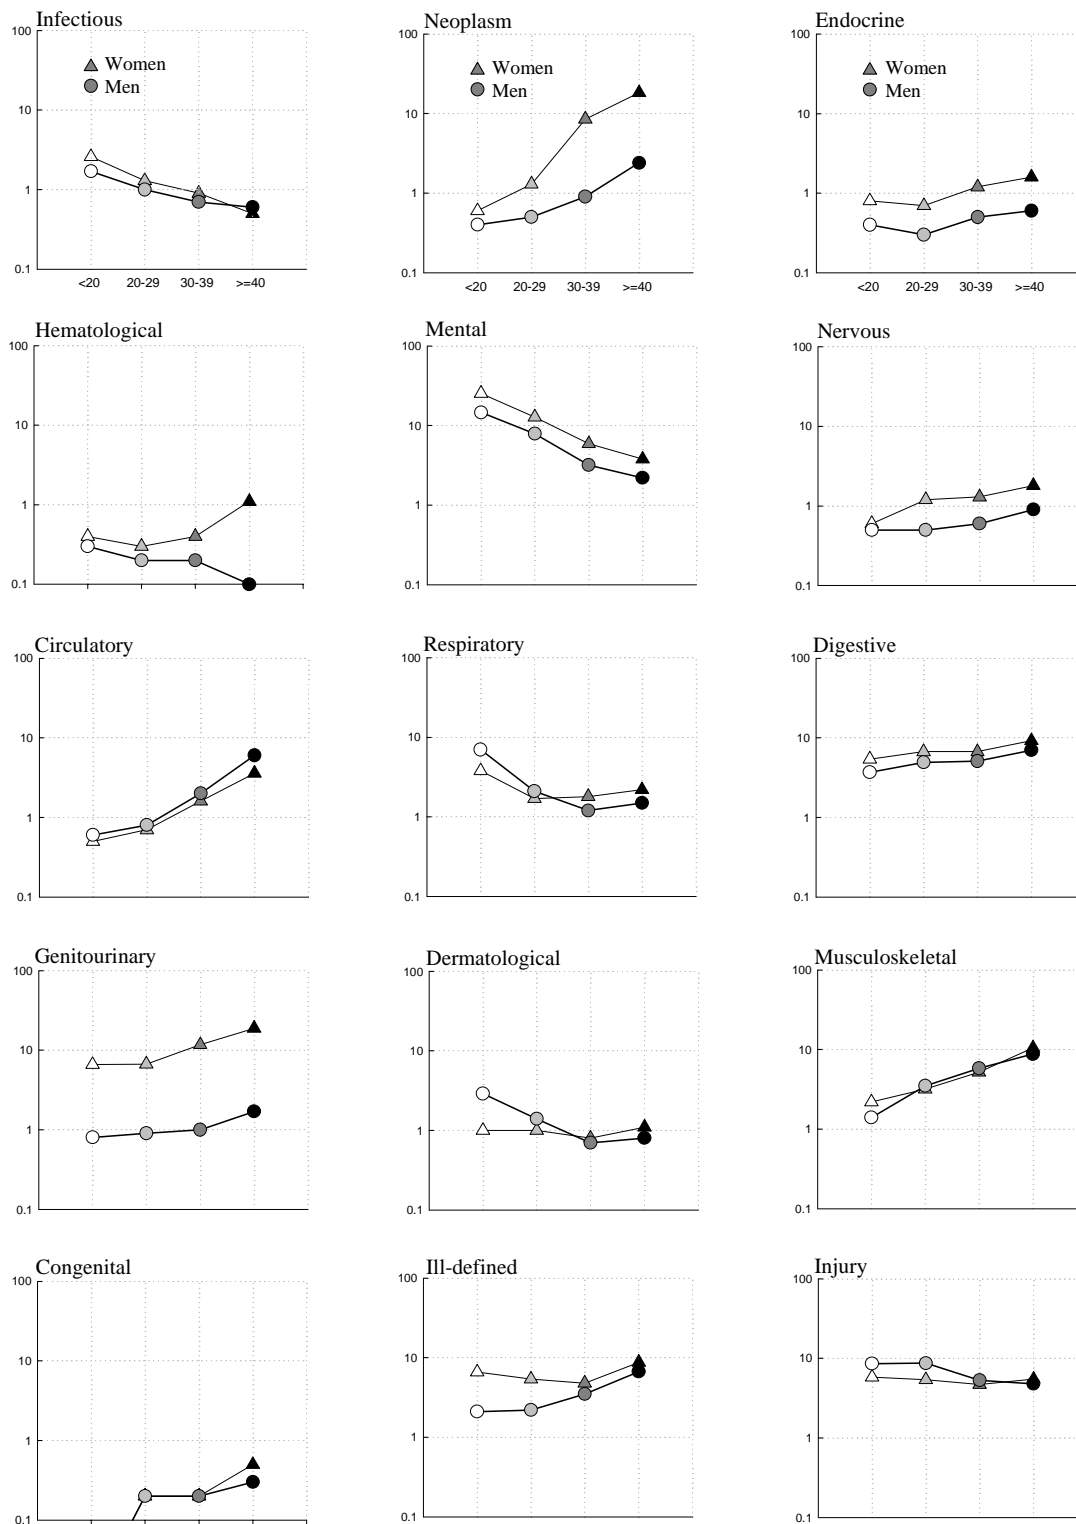 Infectious
100
10
1
0.1
Women
Men
<20 20-29 30-39 >=40
Neoplasm
100
10
1
0.1
Women
Men
<20 20-29 30-39 >=40
Endocrine
100
10
1
0.1
Women
Men
<20 20-29 30-39 >=40
Hematological
100
10
1
0.1
Mental
100
10
1
Nervous
100
10
1
0.1
Circulatory
100
10
1
0.1
Respiratory
100
10
1
0.1
Digestive
100
10
1
0.1
Genitourinary
100
10
1
0.1
Dermatological
100
10
1
0.1
Musculoskeletal
100
10
1
0.1
Congenital
100
10
1
0.1
Ill-defined
100
10
1
0.1
Injury
100
10
1
0.1